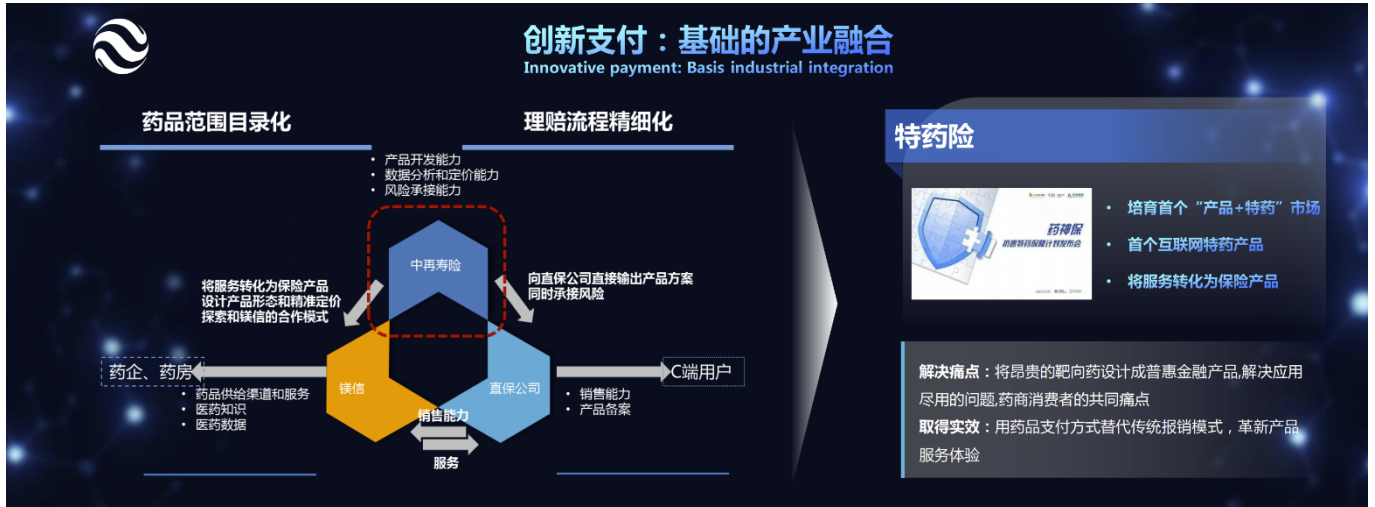 创新支付：基础的产业融合
Innovative payment: Basis industrial integration
药品范围目录化
理赔流程精细化
• 产品开发能力
• 数据分析和定价能力
• 风险承接能力
中再寿险
将服务转化为保险产品
设计产品形态和精准定价
探索和镁信的合作模式
向直保公司直接输出产品方案
同时承接风险
药企、药房
镁信
直保公司
C端用户
• 药品供给渠道和服务
• 医药知识
• 医药数据
• 销售能力
• 产品备案
销售能力
服务
特药险
药神保
抗癌特药保障计划发布会
• 培育首个“产品+特药”市场
• 首个互联网特药产品
• 将服务转化为保险产品
解决痛点：将昂贵的靶向药设计成普惠金融产品,解决应用
尽用的问题,药商消费者的共同痛点
取得实效：用药品支付方式替代传统报销模式，革新产品
服务体验